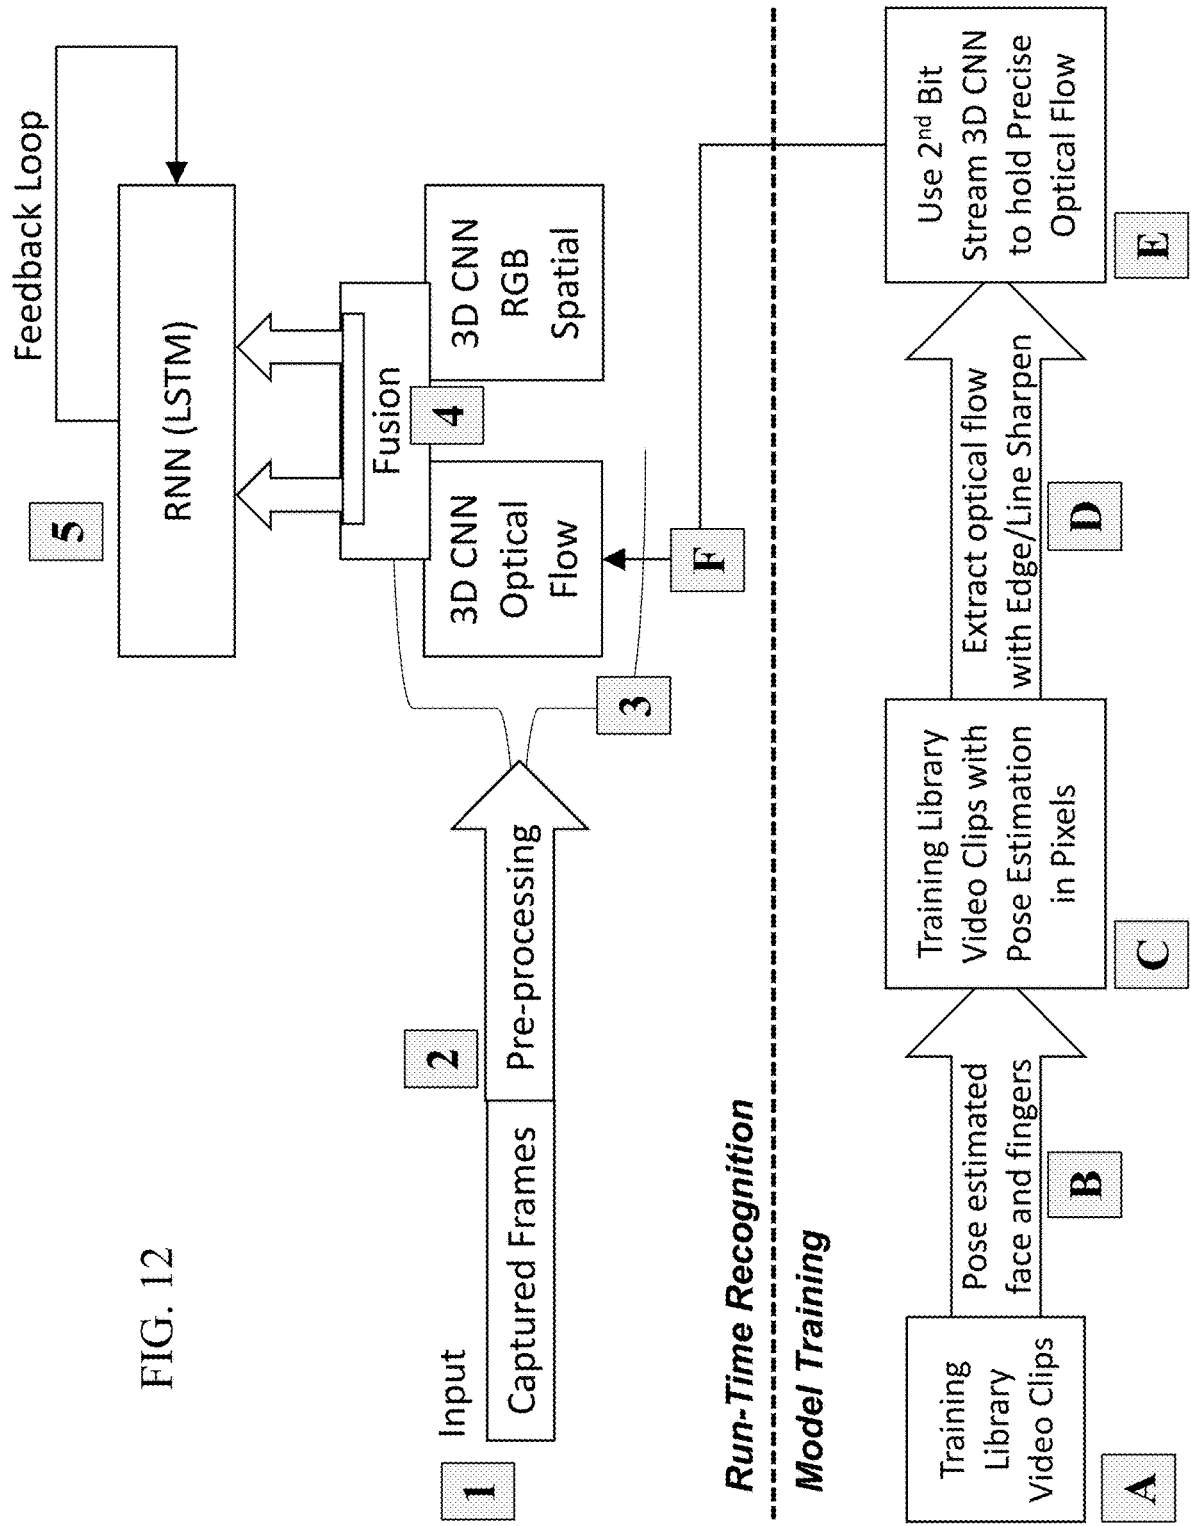 FIG. 12
Input
1
Captured Frames
2
Pre-processing
3
3D CNN
Optical
Flow
3D CNN
RGB
Spatial
Fusion
4
5
RNN (LSTM)
Feedback Loop
F
Run-Time Recognition
Model Training
Training
Library
Video Clips
A
Pose estimated
face and fingers
B
Training Library
Video Clips with
Pose Estimation
in Pixels
C
Extract optical flow
with Edge/Line Sharpen
D
Use 2nd Bit
Stream 3D CNN
to hold Precise
Optical Flow
E